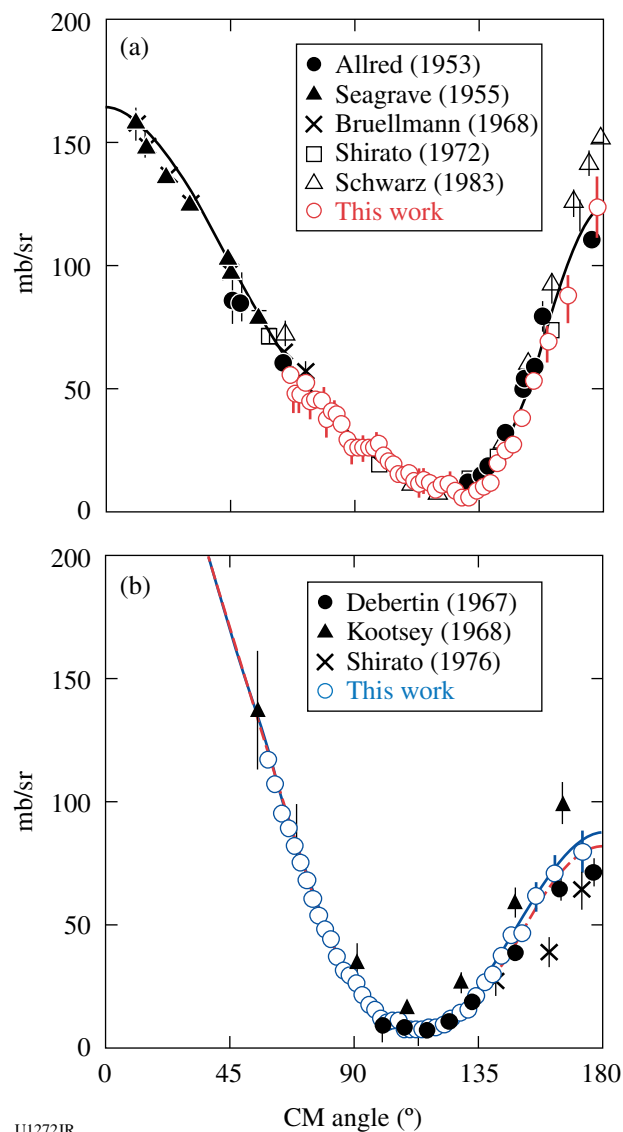 200
(a)
Allred (1953)
Seagrave (1955)
Bruellmann (1968)
150
Shirato (1972)
Schwarz (1983)
This work
mb/sr
100
50
0
200
(b)
Debertin (1967)
Kootsey (1968)
Shirato (1976)
150
This work
mb/sr
100
50
0
0 45 90 135 180
CM angle (º)
U1272JR